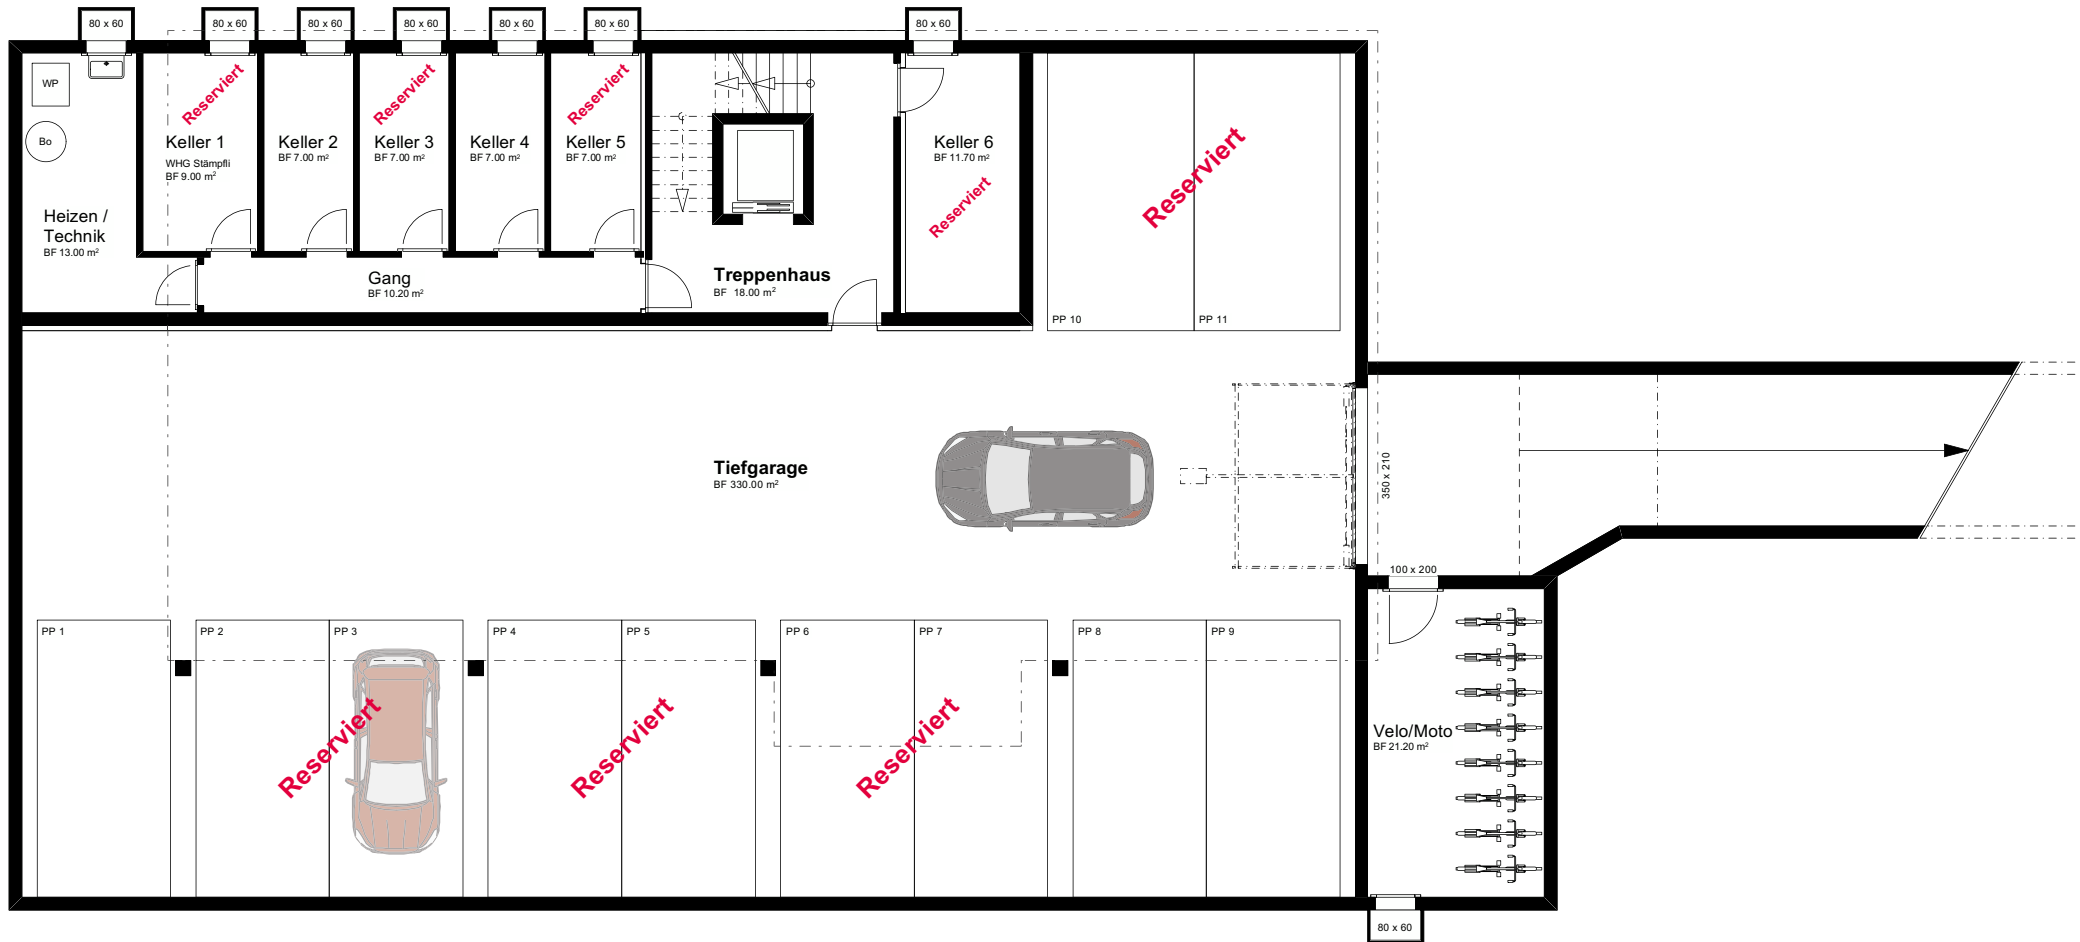 80 x 60
80 x 60
80 x 60
80 x 60
80 x 60
80 x 60
80 x 60
WP
Bo
Heizen /
Technik
BF 13.00 m²
Reserviert
Keller 1
WHG Stämpfli
BF 9.00 m²
Keller 2
BF 7.00 m²
Reserviert
Keller 3
BF 7.00 m²
Keller 4
BF 7.00 m²
Reserviert
Keller 5
BF 7.00 m²
Keller 6
BF 11.70 m²
Reserviert
Gang
BF 10.20 m²
Treppenhaus
BF 18.00 m²
Reserviert
PP 10
PP 11
Tiefgarage
BF 330.00 m²
350 x 210
100 x 200
PP 1
PP 2
PP 3
PP 4
PP 5
PP 6
PP 7
PP 8
PP 9
Reserviert
Reserviert
Reserviert
Velo/Moto
BF 21.20 m²
80 x 60